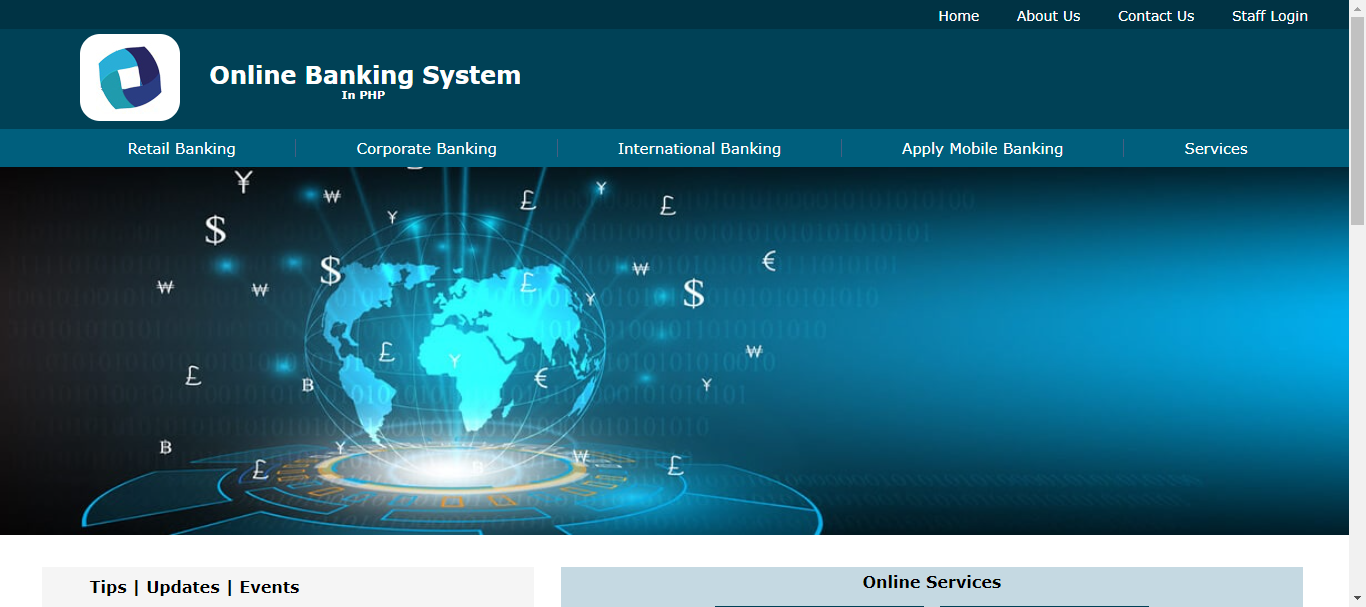 Home About Us Contact Us Staff Login
Online Banking System
In PHP
Retail Banking Corporate Banking International Banking Apply Mobile Banking Services
Tips | Updates | Events
Online Services